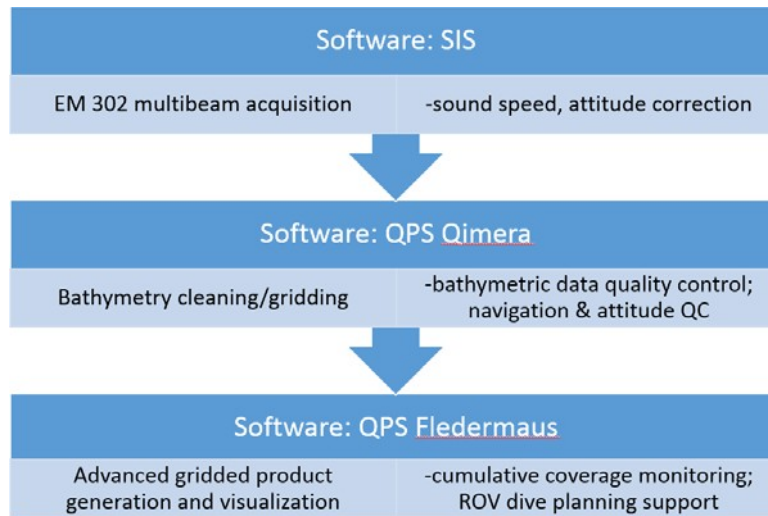 Software: SIS
EM 302 multibeam acquisition
-sound speed, attitude correction
Software: QPS Qimera
Bathymetry cleaning/gridding
-bathymetric data quality control;
navigation & attitude QC
Software: QPS Fledermaus
Advanced gridded product
generation and visualization
-cumulative coverage monitoring;
ROV dive planning support